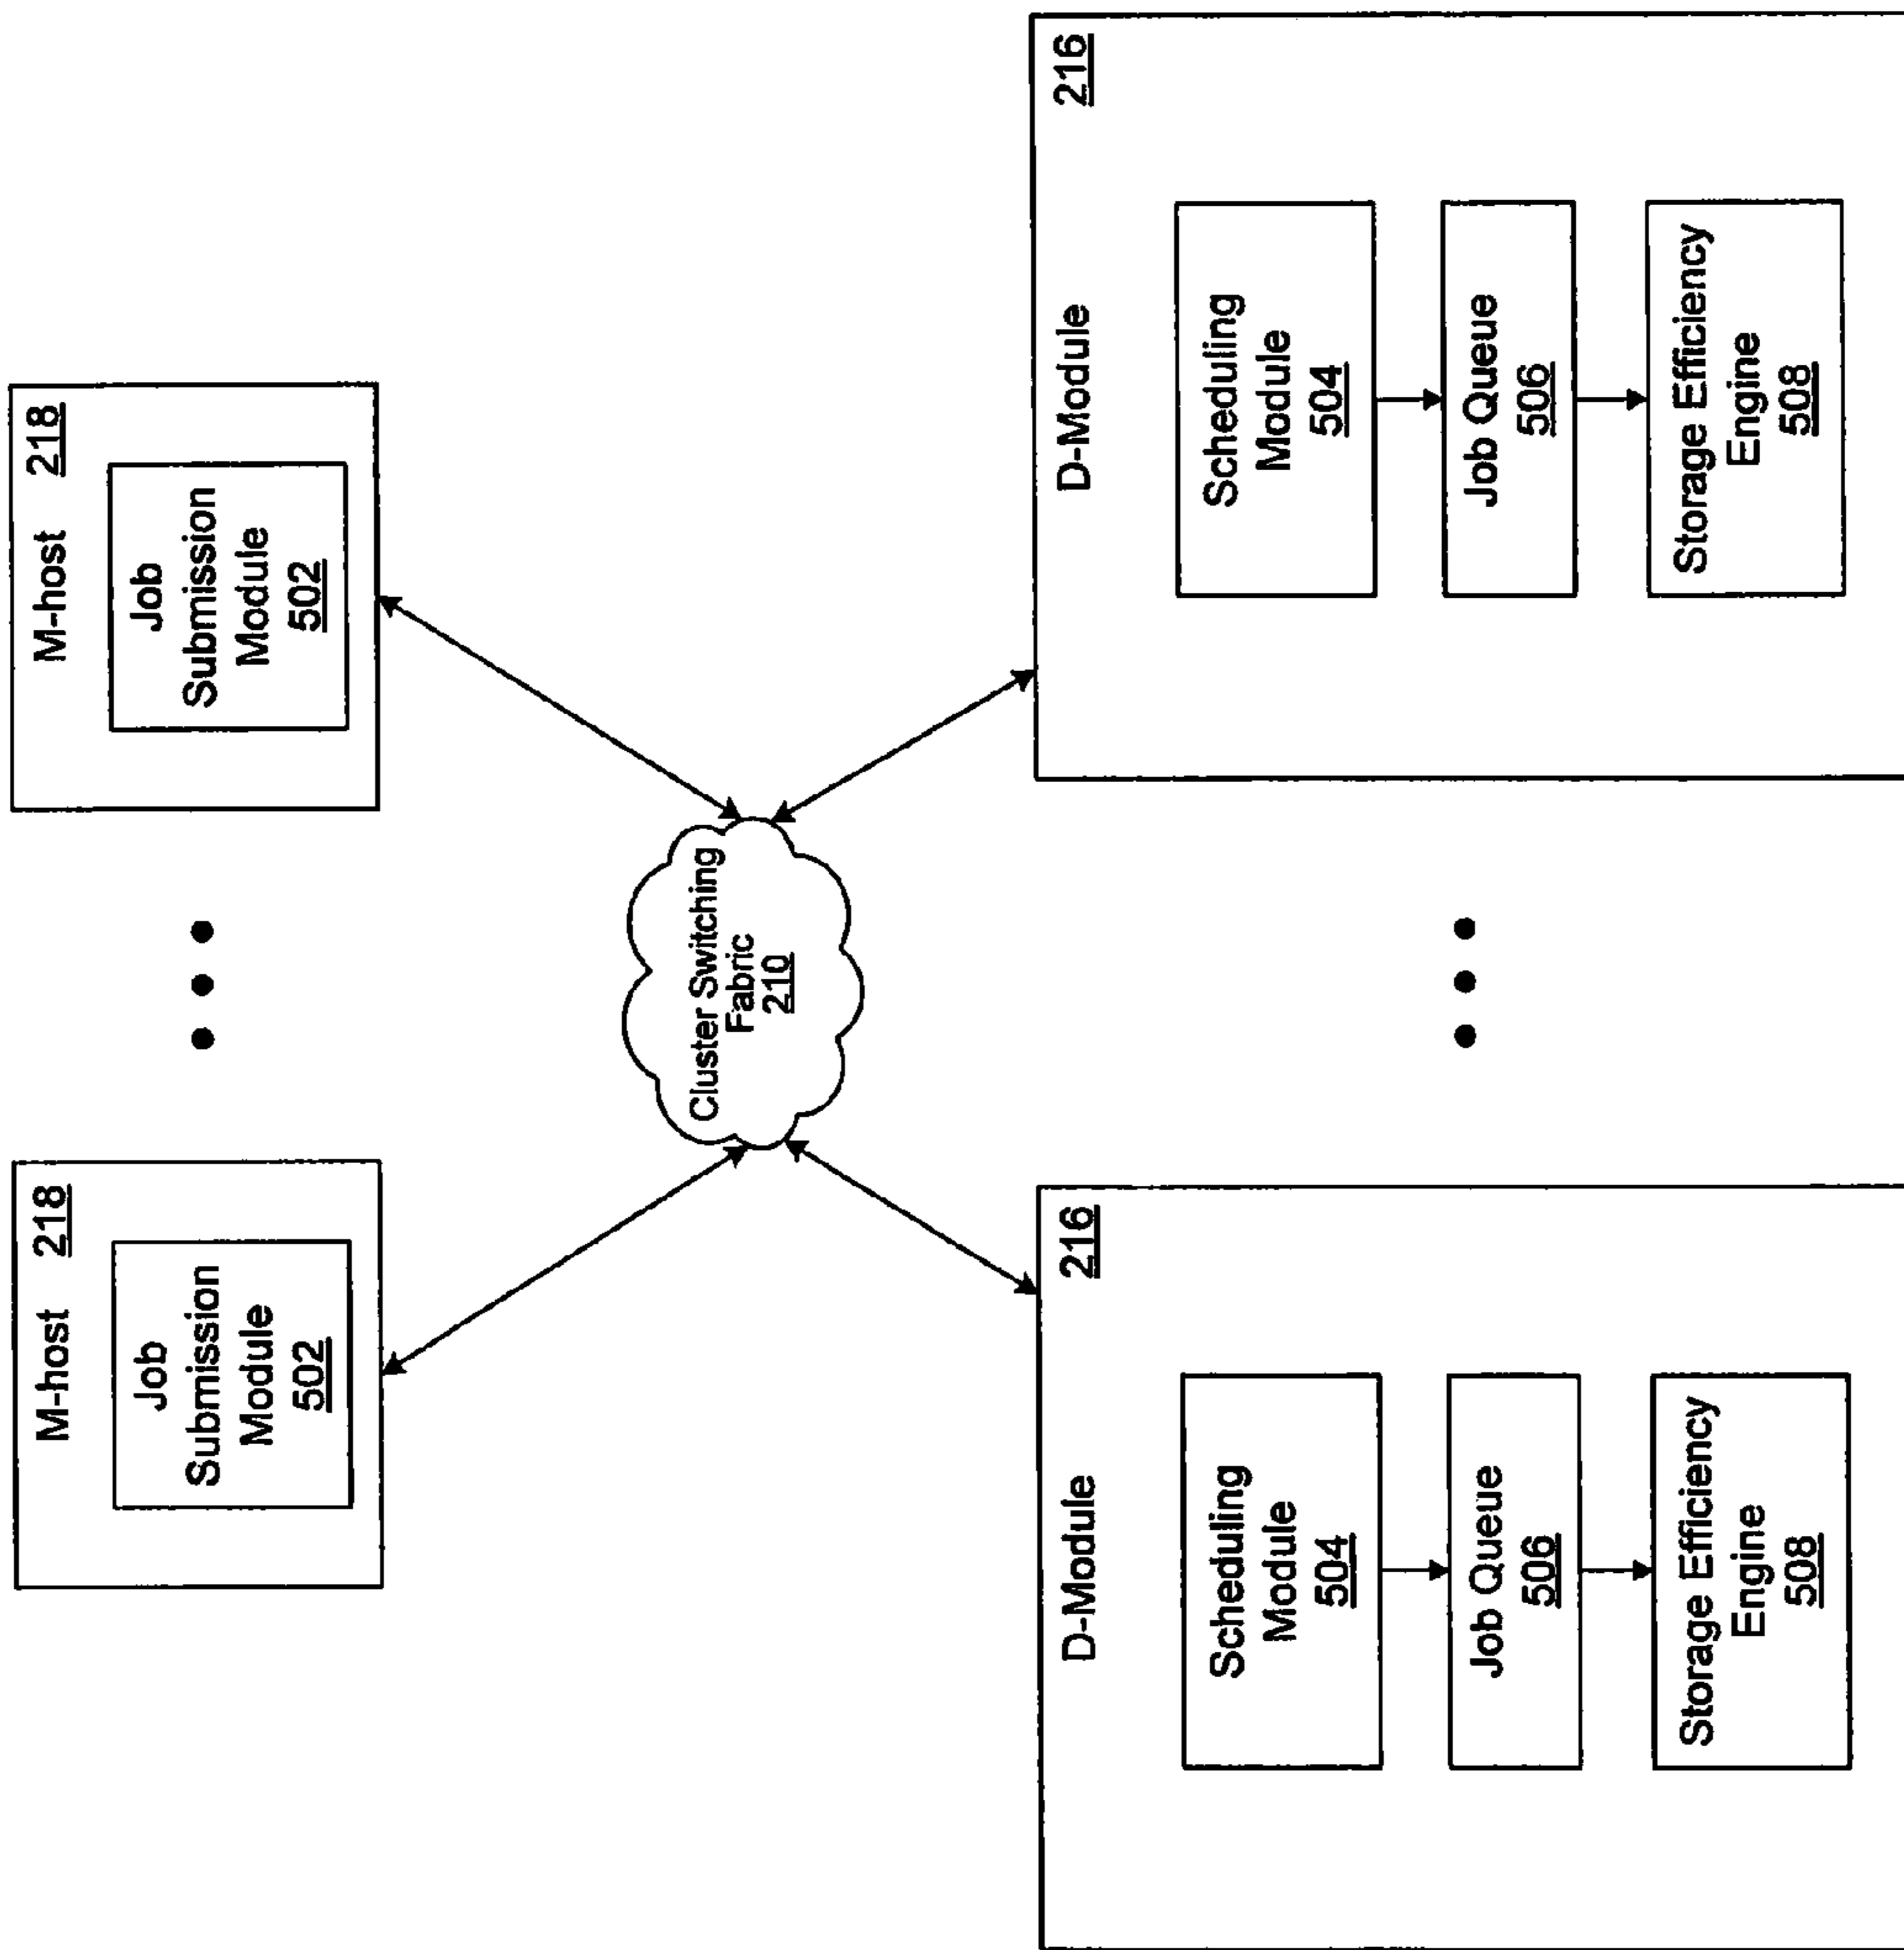 M-host 218
Job
Submission
Module
502
M-host 218
Job
Submission
Module
502
Cluster Switching
Fabric
210
D-Module 216
Scheduling
Module
504
Job Queue
506
Storage Efficiency
Engine
508
D-Module 216
Scheduling
Module
504
Job Queue
506
Storage Efficiency
Engine
508